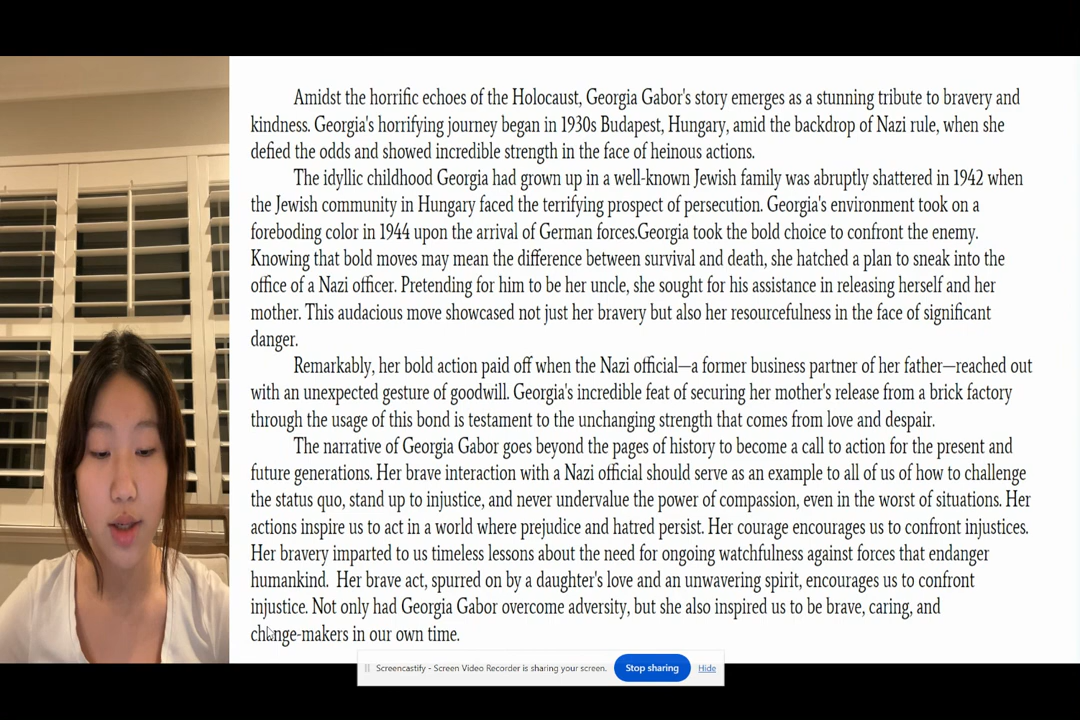 Amidst the horrific echoes of the Holocaust, Georgia Gabor's story emerges as a stunning tribute to bravery and
kindness. Georgia's horrifying journey began in 1930s Budapest, Hungary, amid the backdrop of Nazi rule, when she
defied the odds and showed incredible strength in the face of heinous actions.
The idyllic childhood Georgia had grown up in a well-known Jewish family was abruptly shattered in 1942 when
the Jewish community in Hungary faced the terrifying prospect of persecution. Georgia's environment took on a
foreboding color in 1944 upon the arrival of German forces.Georgia took the bold choice to confront the enemy.
Knowing that bold moves may mean the difference between survival and death, she hatched a plan to sneak into the
office of a Nazi officer. Pretending for him to be her uncle, she sought for his assistance in releasing herself and her
mother. This audacious move showcased not just her bravery but also her resourcefulness in the face of significant
danger.
Remarkably, her bold action paid off when the Nazi official—a former business partner of her father—reached out
with an unexpected gesture of goodwill. Georgia's incredible feat of securing her mother's release from a brick factory
through the usage of this bond is testament to the unchanging strength that comes from love and despair.
The narrative of Georgia Gabor goes beyond the pages of history to become a call to action for the present and
future generations. Her brave interaction with a Nazi official should serve as an example to all of us of how to challenge
the status quo, stand up to injustice, and never undervalue the power of compassion, even in the worst of situations. Her
actions inspire us to act in a world where prejudice and hatred persist. Her courage encourages us to confront injustices.
Her bravery imparted to us timeless lessons about the need for ongoing watchfulness against forces that endanger
humankind. Her brave act, spurred on by a daughter's love and an unwavering spirit, encourages us to confront
injustice. Not only had Georgia Gabor overcome adversity, but she also inspired us to be brave, caring, and
change-makers in our own time.
Screencastify - Screen Video Recorder is sharing your screen. Stop sharing Hide